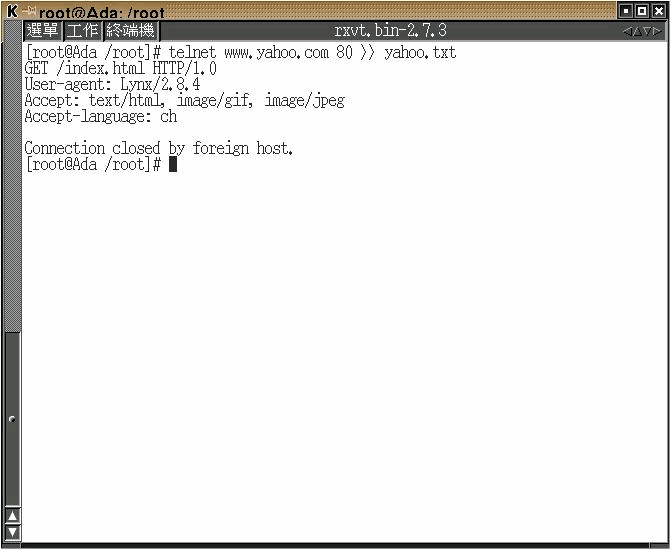 root@Ada: /root
選單 工作 終端機 rxvt.bin-2.7.3
[root@Ada /root]# telnet www.yahoo.com 80 >> yahoo.txt
GET /index.html HTTP/1.0
User-agent: Lynx/2.8.4
Accept: text/html, image/gif, image/jpeg
Accept-language: ch
Connection closed by foreign host.
[root@Ada /root]#